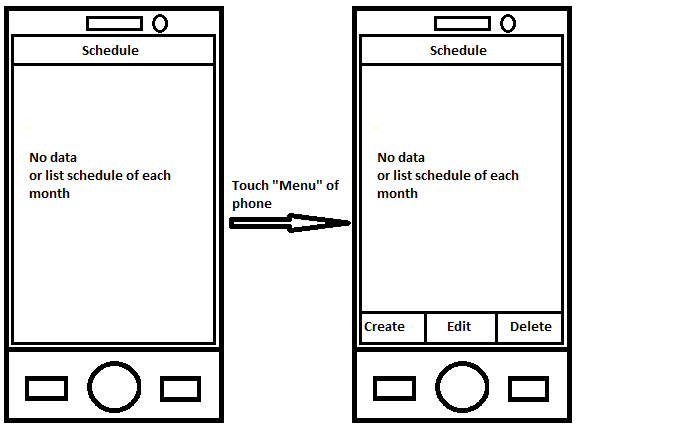 Schedule
No data
or list schedule of each
month
Touch "Menu" of
phone
Schedule
No data
or list schedule of each
month
Create
Edit
Delete